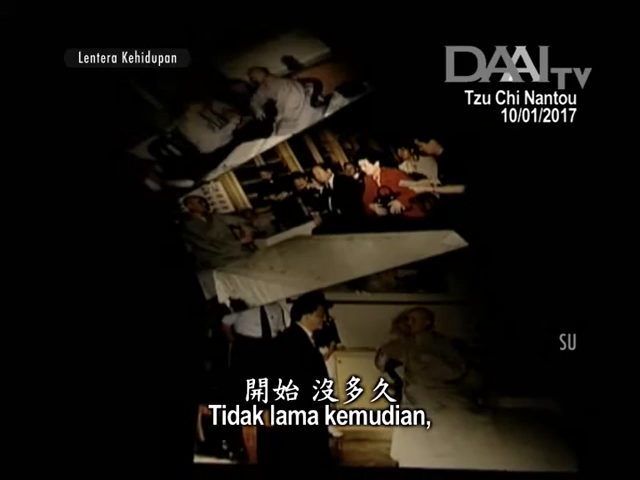 Lentera Kehidupan
DAAI TV
Tzu Chi Nantou
10/01/2017
SU
開始 沒多久
Tidak lama kemudian,